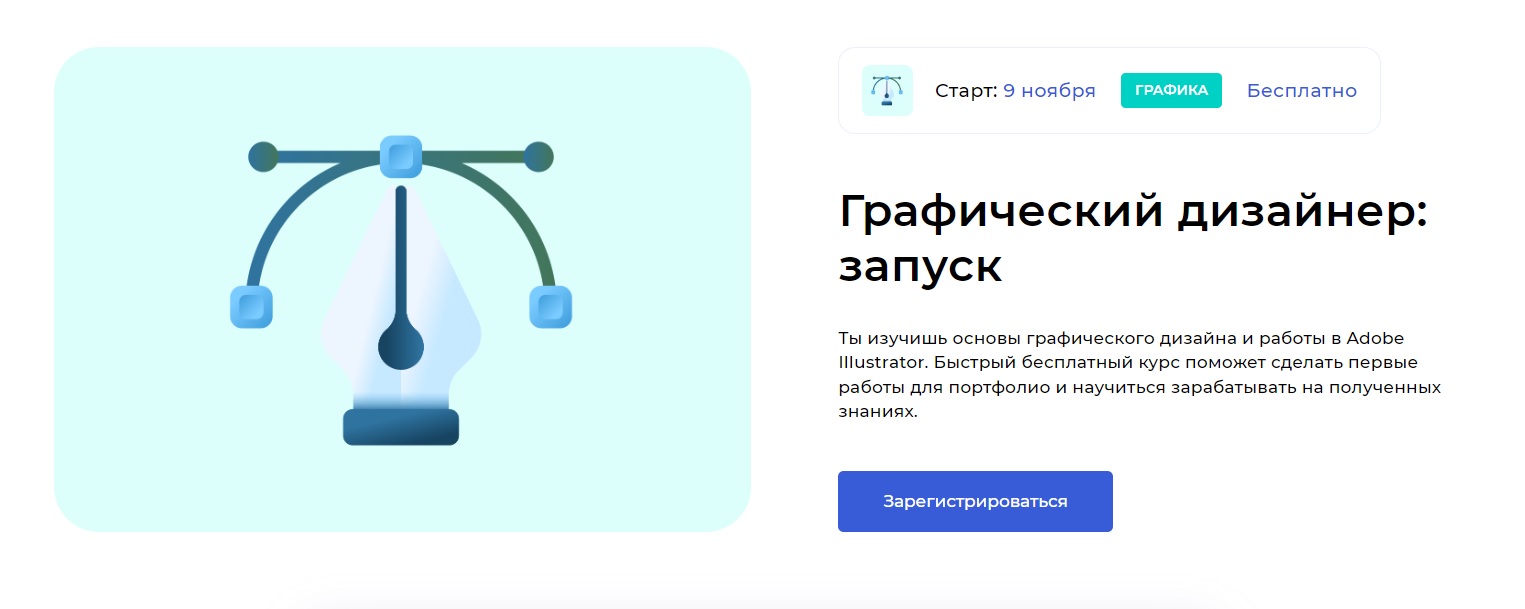 Старт: 9 ноября ГРАФИКА Бесплатно
Графический дизайнер:
запуск
Ты изучишь основы графического дизайна и работы в Adobe
Illustrator. Быстрый бесплатный курс поможет сделать первые
работы для портфолио и научиться зарабатывать на полученных
знаниях.
Зарегистрироваться